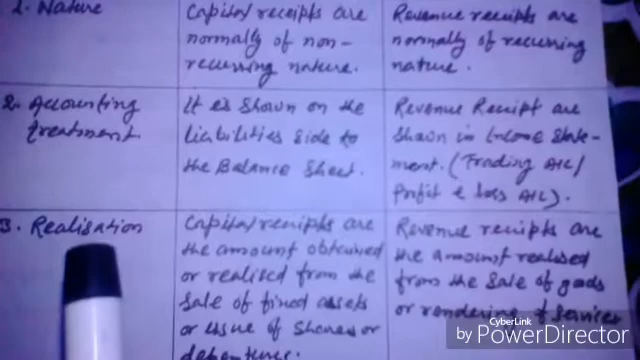 1. Nature
Capital receipts are
normally of non-
recurring nature.
Revenue receipts are
normally of recurring
nature.
2. Accounting
treatment
It is shown on the
liabilities side to
the Balance Sheet.
Revenue Receipt are
Shown in Income State-
ment. (Trading A/C/
Profit & loss A/C).
3. Realisation
Capital receipts are
the amount obtained
or realised from the
Sale of fixed assets
or issue of Shares or
debenture.
Revenue receipts are
the amount realised
from the Sale of goods
or rendering of services
CyberLink
by PowerDirector